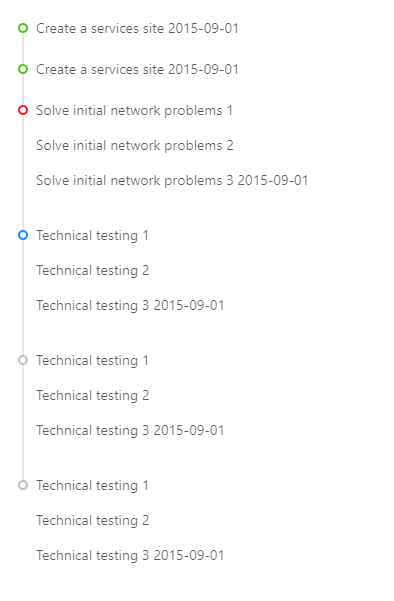 Create a services site 2015-09-01
Create a services site 2015-09-01
Solve initial network problems 1
Solve initial network problems 2
Solve initial network problems 3 2015-09-01
Technical testing 1
Technical testing 2
Technical testing 3 2015-09-01
Technical testing 1
Technical testing 2
Technical testing 3 2015-09-01
Technical testing 1
Technical testing 2
Technical testing 3 2015-09-01